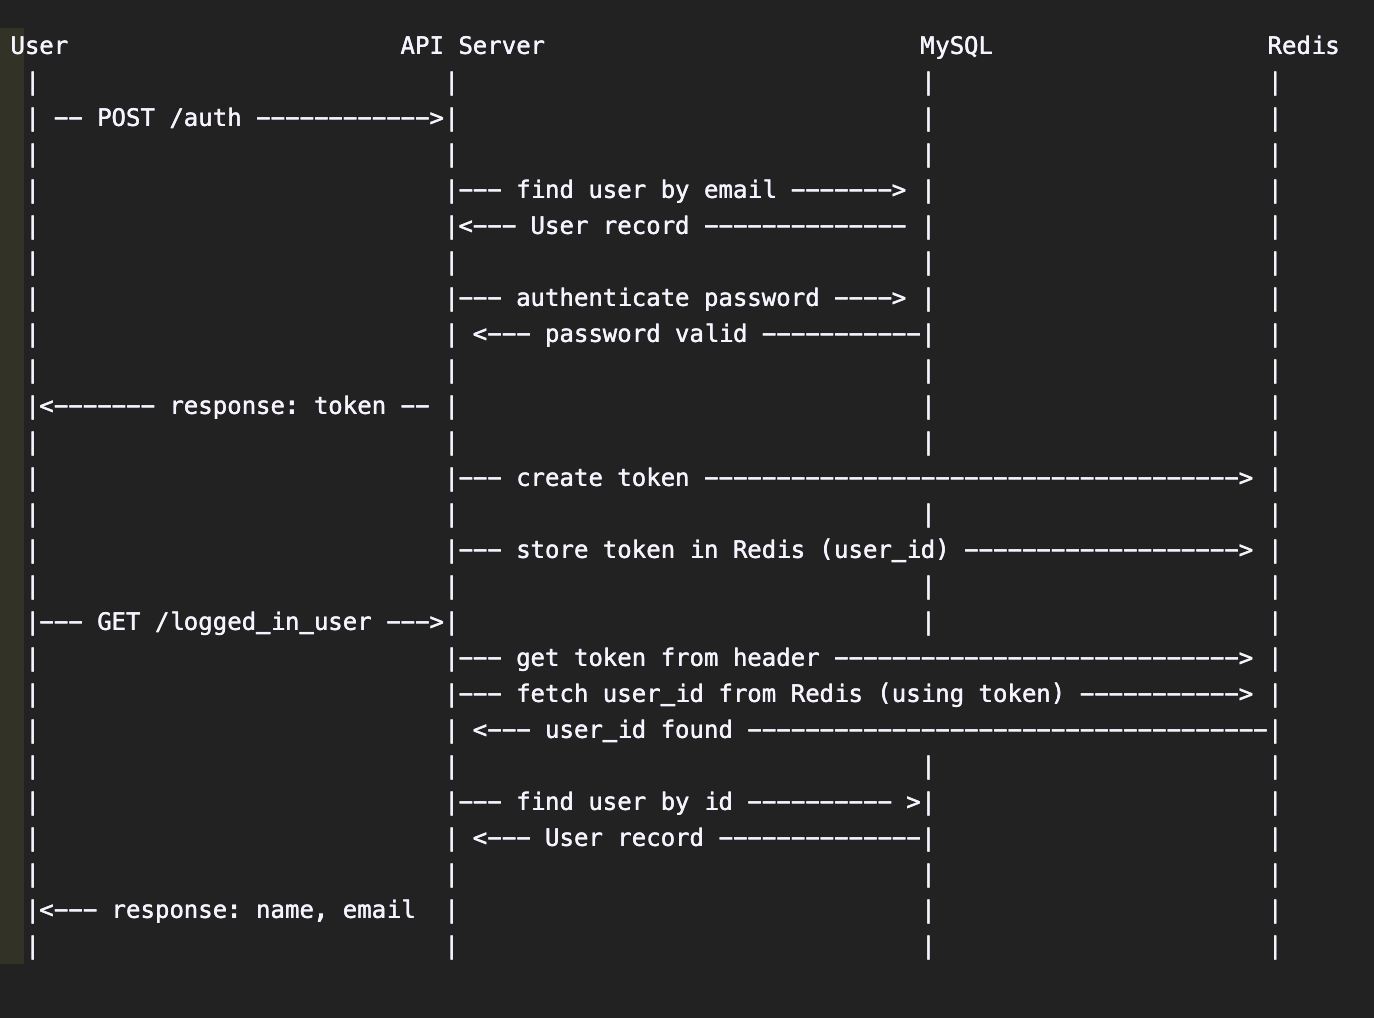 User                       API Server                          MySQL                   Redis
 |                            |                                |                       |
 | -- POST /auth ------------>|                                |                       |
 |                            |                                |                       |
 |                            |--- find user by email -------> |                       |
 |                            |<--- User record -------------- |                       |
 |                            |                                |                       |
 |                            |--- authenticate password ----> |                       |
 |                            | <--- password valid -----------|                       |
 |                            |                                |                       |
 |<------- response: token -- |                                |                       |
 |                            |                                |                       |
 |                            |--- create token -------------------------------------> |
 |                            |                                |                       |
 |                            |--- store token in Redis (user_id) -------------------> |
 |                            |                                |                       |
 |--- GET /logged_in_user --->|                                |                       |
 |                            |--- get token from header ----------------------------> |
 |                            |--- fetch user_id from Redis (using token) -----------> |
 |                            | <--- user_id found ------------------------------------|
 |                            |                                |                       |
 |                            |--- find user by id ---------- >|                       |
 |                            | <--- User record --------------|                       |
 |                            |                                |                       |
 |<--- response: name, email  |                                |                       |
 |                            |                                |                       |